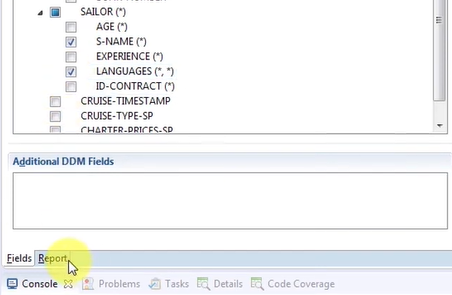 SAILOR (*)
AGE (*)
S-NAME (*)
EXPERIENCE (*)
LANGUAGES (*, *)
ID-CONTRACT (*)
CRUISE-TIMESTAMP
CRUISE-TYPE-SP
CHARTER-PRICES-SP
Additional DDM Fields
Fields Report
Console Problems Tasks Details Code Coverage